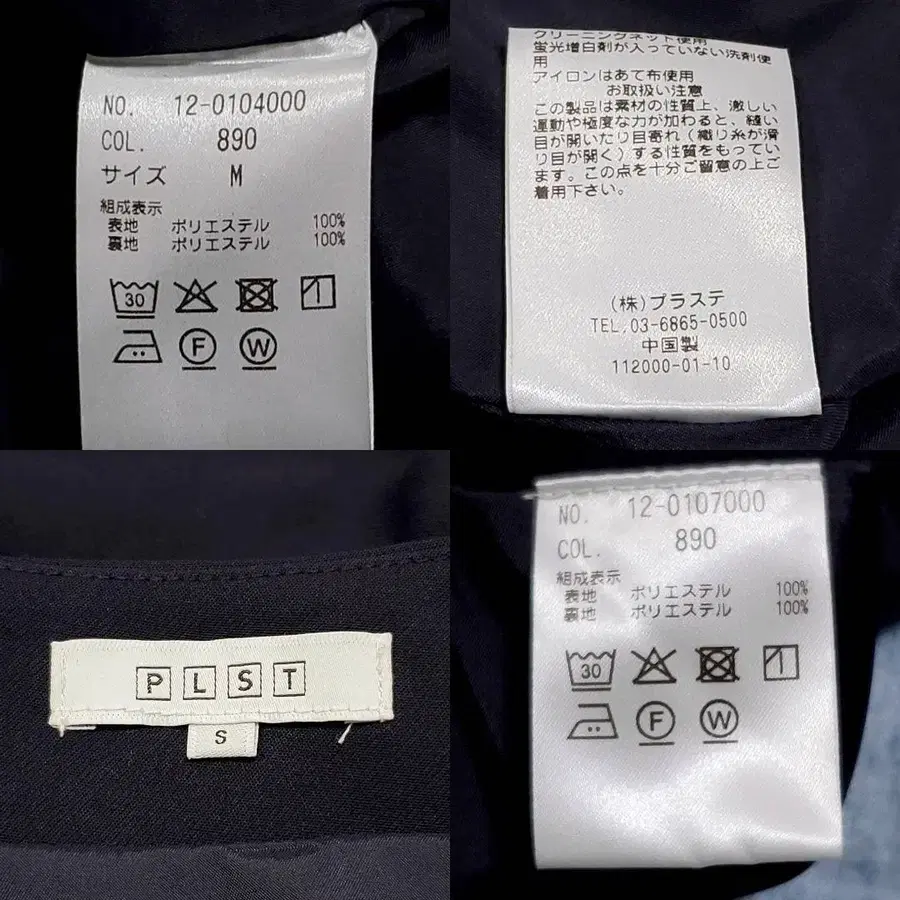 NO. 12-0104000
COL. 890
サイズ M
組成表示
表地 ポリエステル 100%
裏地 ポリエステル 100%
30
F W
クリーニングネット使用
蛍光増白剤が入っていない洗剤使
用
アイロンはあて布使用
お取扱い注意
この製品は素材の性質上、激しい
運動や極度な力が加わると、縫い
目が開いたり目寄れ(織り糸が滑
り目が開く)する性質をもってい
ます。この点を十分ご留意の上ご
着用下さい。
(株)プラステ
TEL,03-6865-0500
中国製
112000-01-10
PLST
S
NO. 12-0107000
COL. 890
組成表示
表地 ポリエステル 100%
裏地 ポリエステル 100%
30
F W